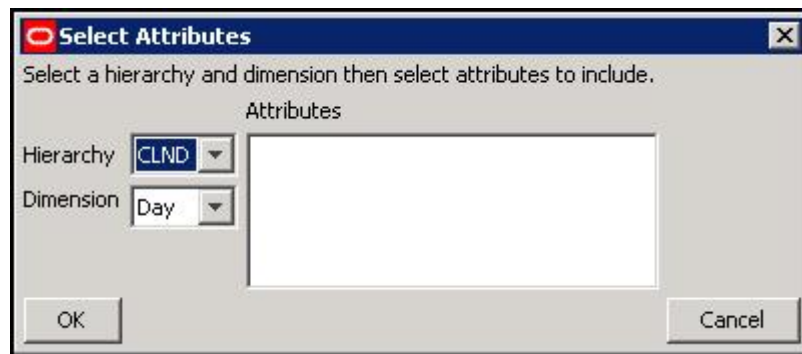 Select Attributes
Select a hierarchy and dimension then select attributes to include.
Attributes
Hierarchy CLND
Dimension Day
OK Cancel